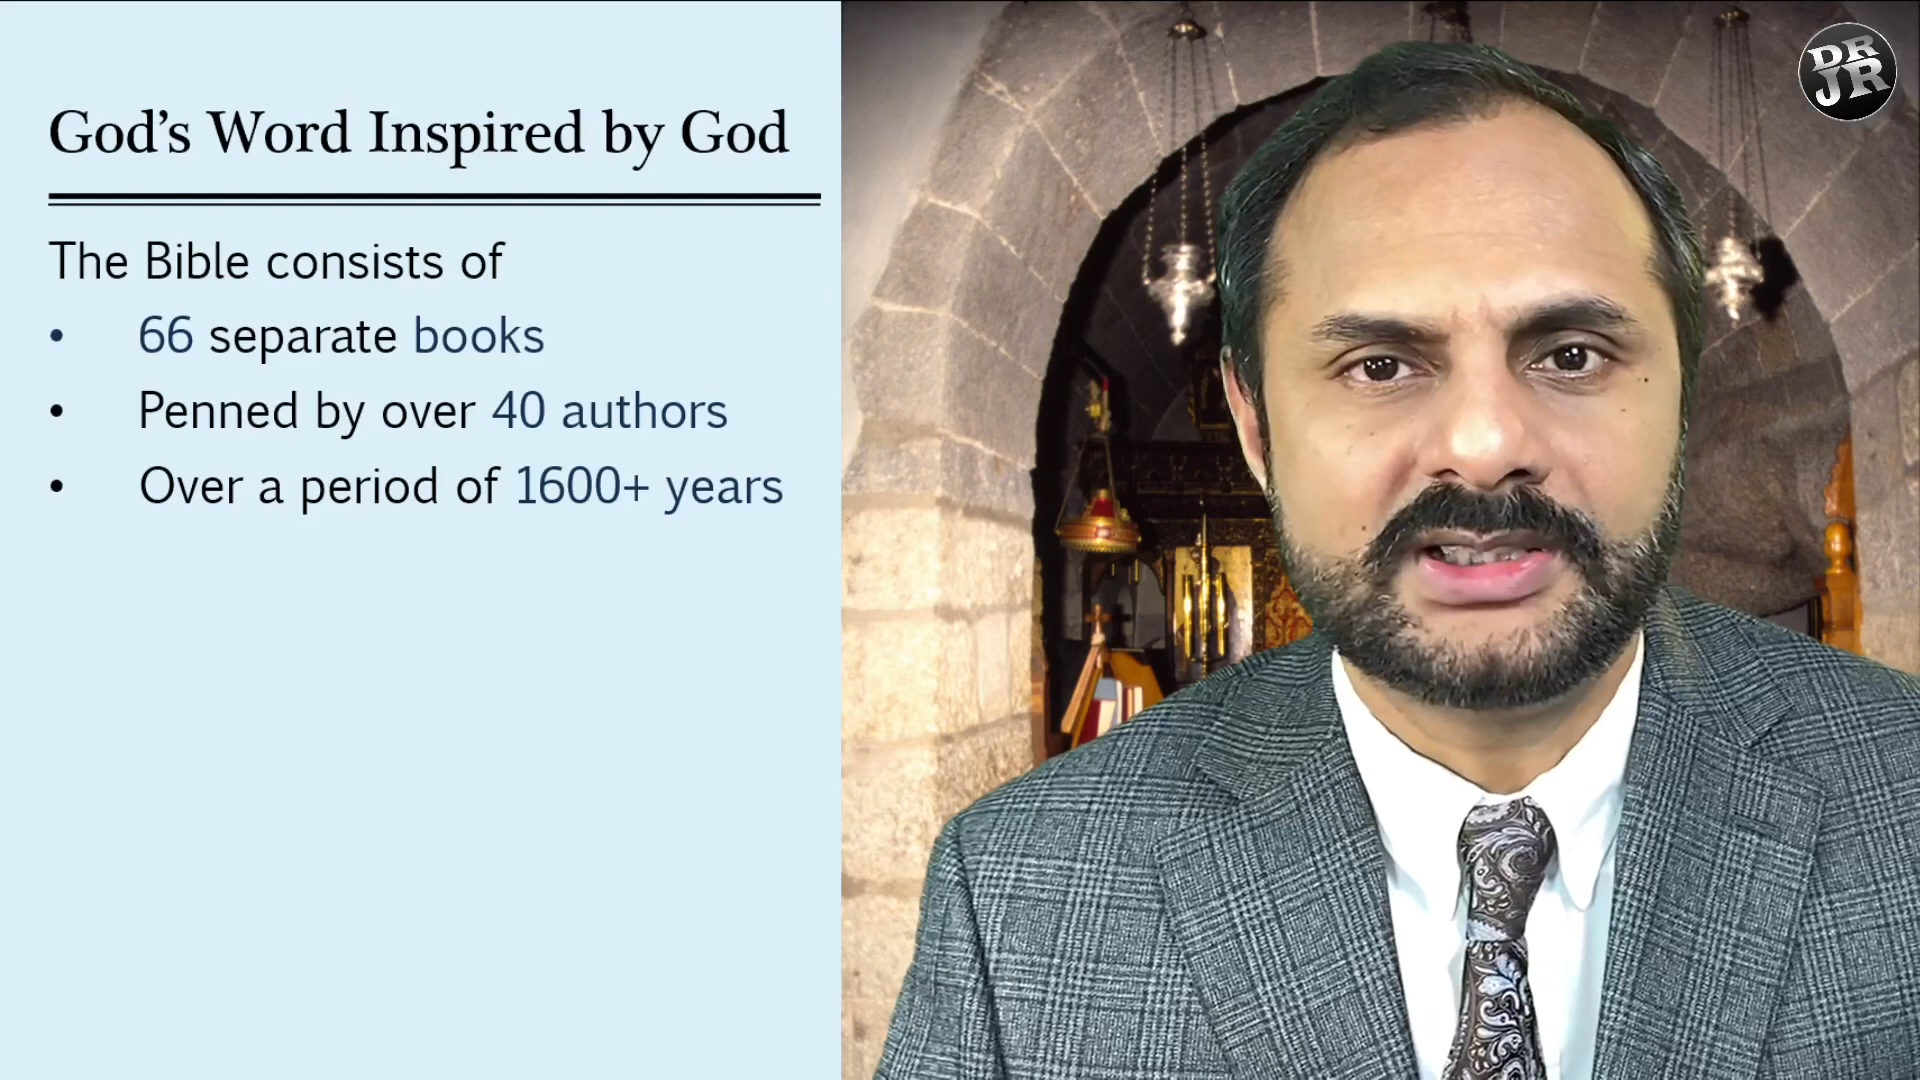 God’s Word Inspired by God
The Bible consists of
• 66 separate books
• Penned by over 40 authors
• Over a period of 1600+ years
DR
JR